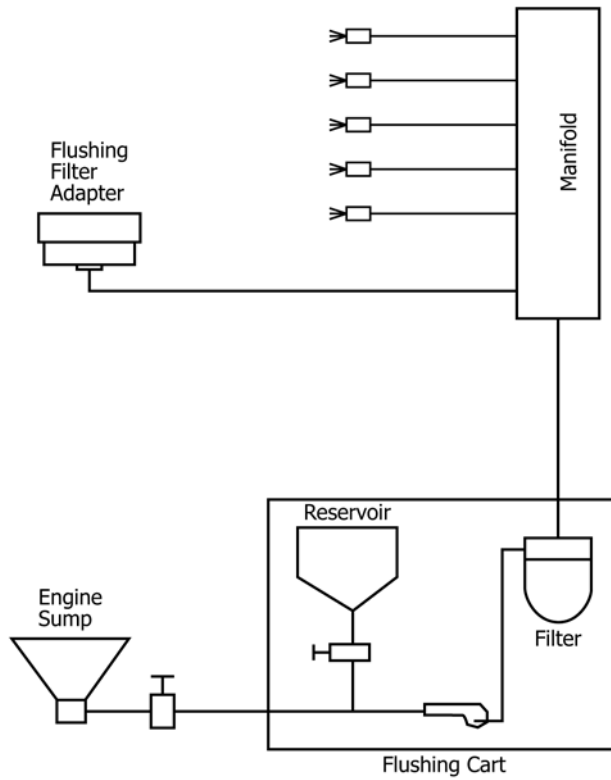 Manifold
Flushing
Filter
Adapter
Reservoir
Engine
Sump
Filter
Flushing Cart